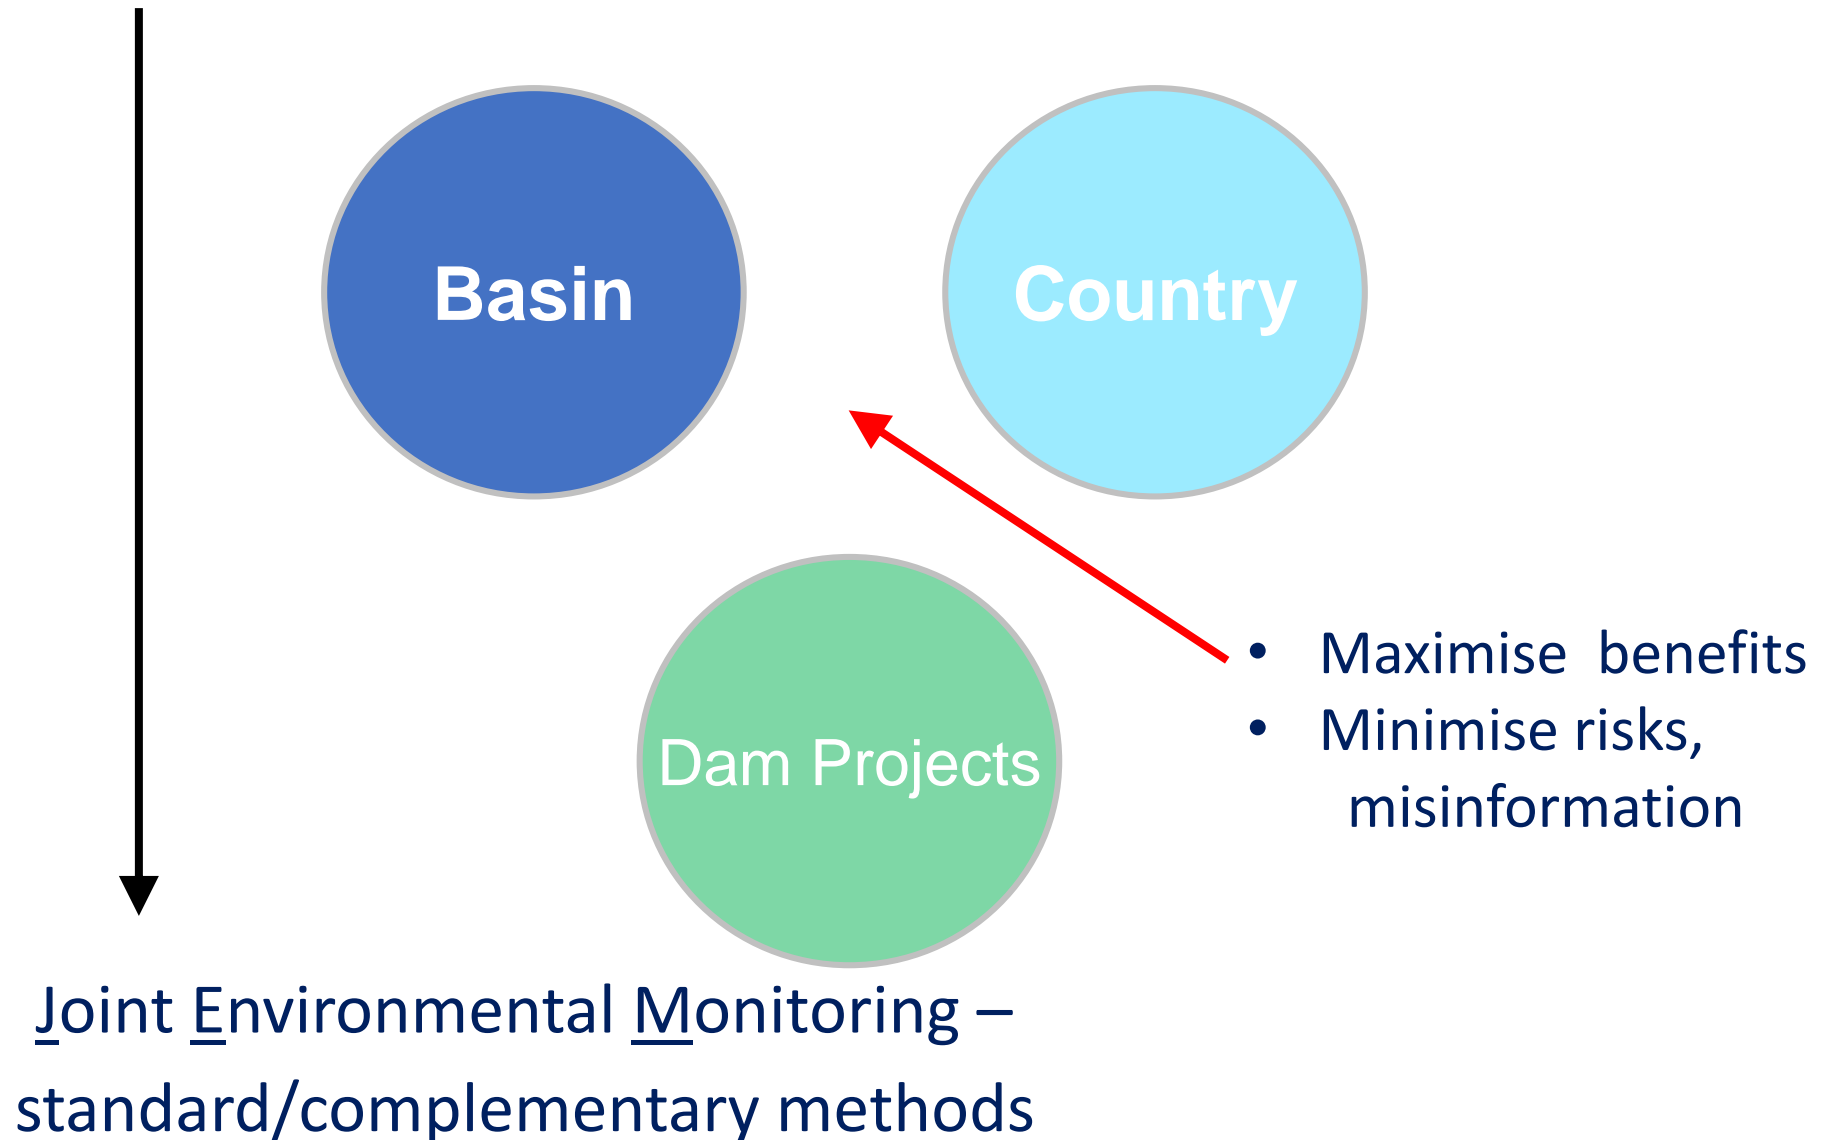 Basin
Country
Dam Projects
• Maximise benefits
• Minimise risks,
misinformation
Joint Environmental Monitoring –
standard/complementary methods